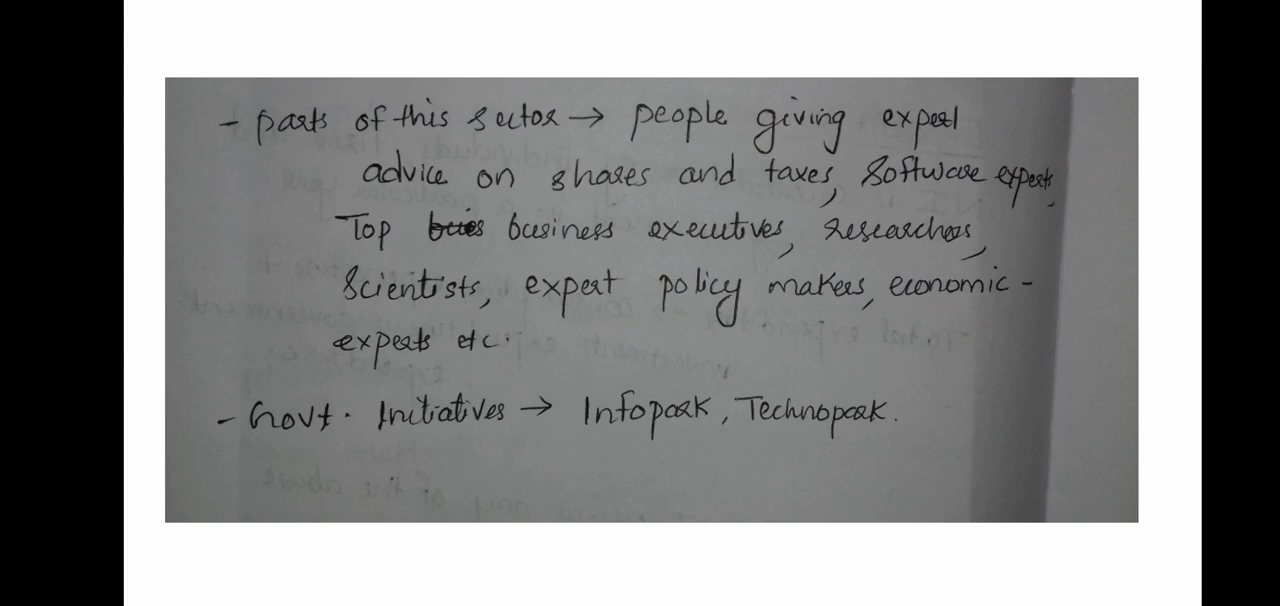 - parts of this sector → people giving expert
advice on shares and taxes, Software experts,
Top business executives, researchers,
Scientists, expert policy makers, economic -
experts etc.
- Govt. Initiatives → Infopark, Technopark.